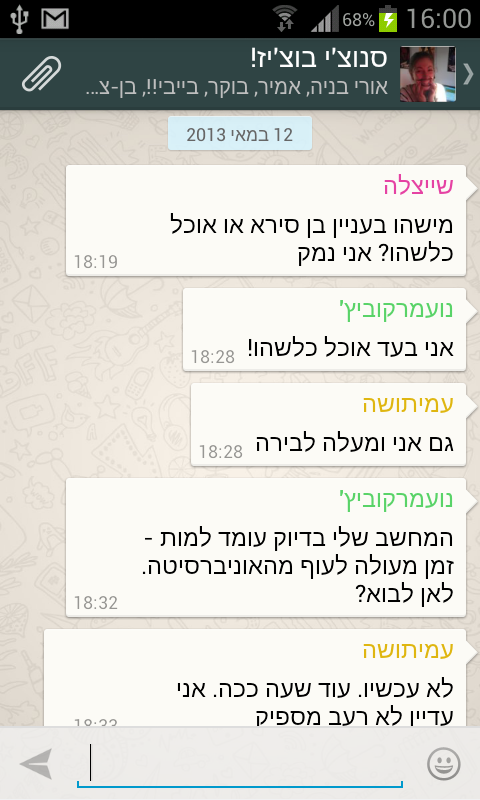 68% 16:00
סנוצ'י בוצ'יז!
אורי בניה, אמיר, בוקר, בייבי!!, בן-צ...
12 במאי 2013
שייצלה
מישהו בעניין בן סירא או אוכל
כלשהו? אני נמק
18:19
נועמרקוביץ'
אני בעד אוכל כלשהו!
18:28
עמיתושה
גם אני ומעלה לבירה
18:28
נועמרקוביץ'
המחשב שלי בדיוק עומד למות -
זמן מעולה לעוף מהאוניברסיטה.
לאן לבוא?
18:32
עמיתושה
לא עכשיו. עוד שעה ככה. אני
עדיין לא רעב מספיק
18:33